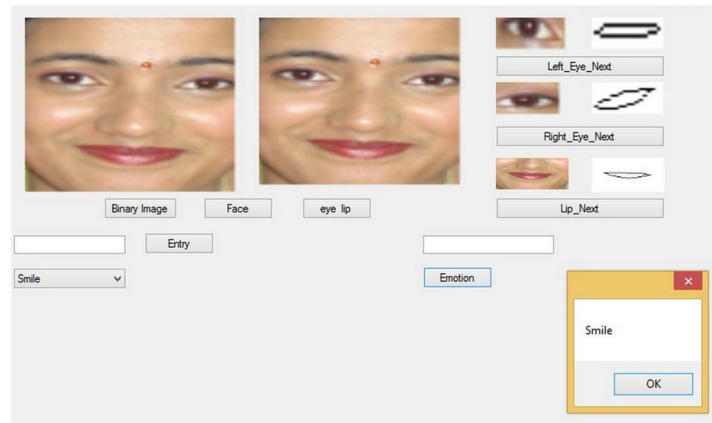 Left_Eye_Next
Right_Eye_Next
Binary Image
Face
eye lip
Lip_Next
Entry
Smile
Emotion
Smile
OK